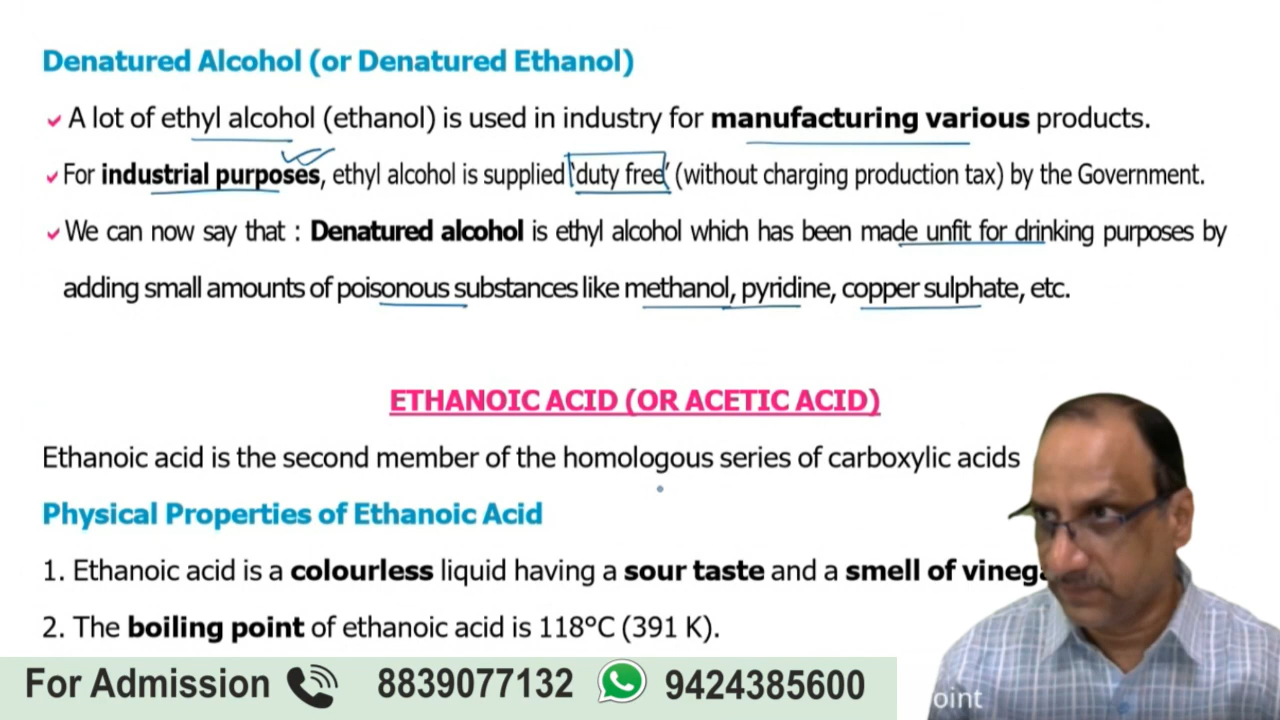 Denatured Alcohol (or Denatured Ethanol)
A lot of ethyl alcohol (ethanol) is used in industry for manufacturing various products.
For industrial purposes, ethyl alcohol is supplied 'duty free' (without charging production tax) by the Government.
We can now say that : Denatured alcohol is ethyl alcohol which has been made unfit for drinking purposes by
adding small amounts of poisonous substances like methanol, pyridine, copper sulphate, etc.
ETHANOIC ACID (OR ACETIC ACID)
Ethanoic acid is the second member of the homologous series of carboxylic acids
Physical Properties of Ethanoic Acid
1. Ethanoic acid is a colourless liquid having a sour taste and a smell of
2. The boiling point of ethanoic acid is 118°C (391 K).
For Admission 8839077132 9424385600